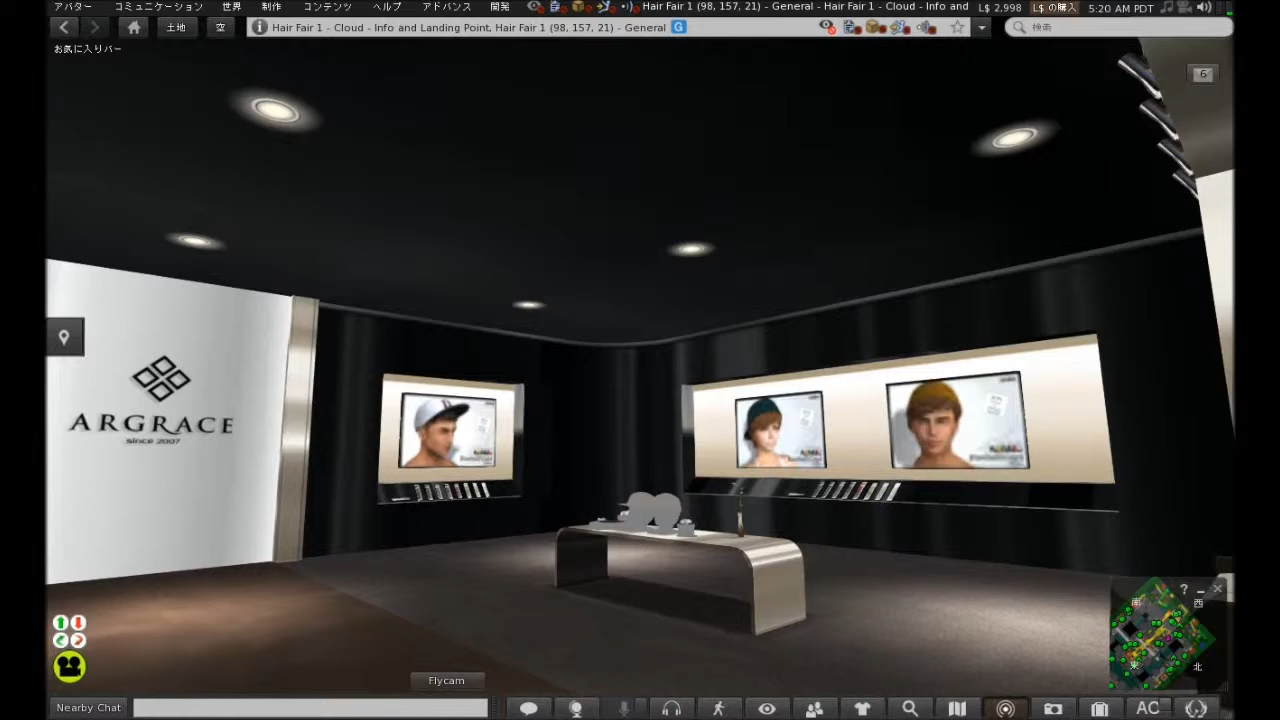 アバター コミュニケーション 世界 制作 コンテンツ ヘルプ アドバンス 開発 Hair Fair 1 (98, 157, 21) - General - Hair Fair 1 - Cloud - Info and L$ 2,998 L$ の購入 5:20 AM PDT
土地 空 Hair Fair 1 - Cloud - Info and Landing Point, Hair Fair 1 (98, 157, 21) - General G 検索
お気に入りバー
6
ARGRACE
since 2007
? 
南 西
東 北
Flycam
Nearby Chat AC